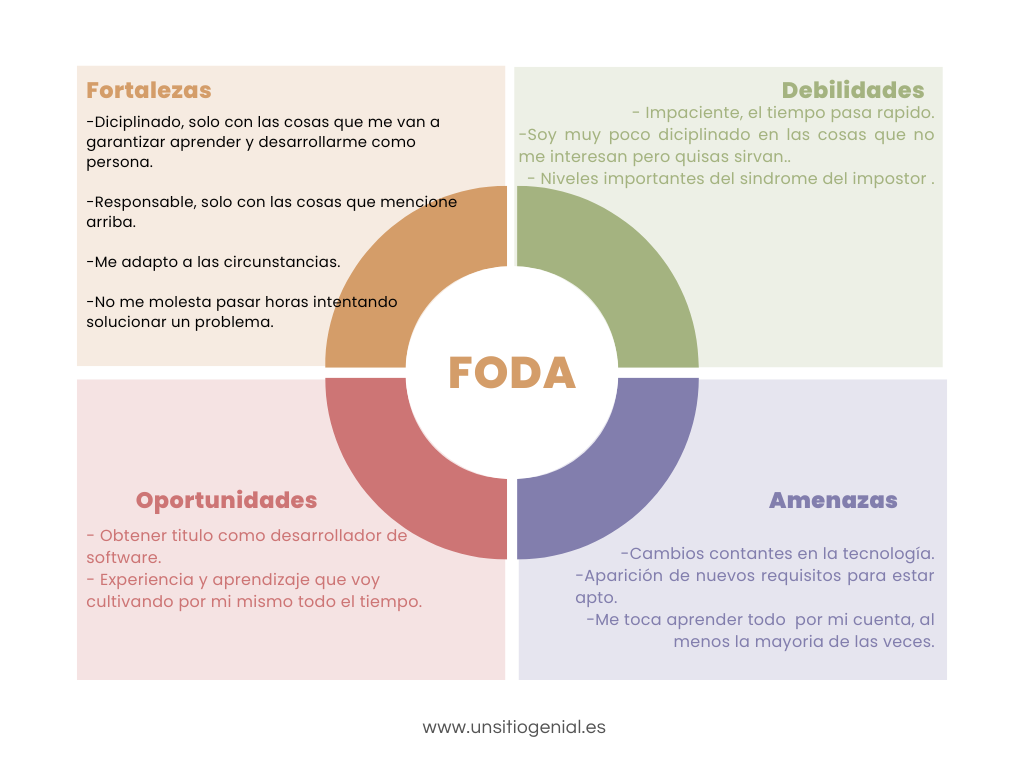 Fortalezas
-Diciplinado, solo con las cosas que me van a
garantizar aprender y desarrollarme como
persona.
-Responsable, solo con las cosas que mencione
arriba.
-Me adapto a las circunstancias.
-No me molesta pasar horas intentando
solucionar un problema.
Debilidades
- Impaciente, el tiempo pasa rapido.
-Soy muy poco diciplinado en las cosas que no
me interesan pero quisas sirvan..
- Niveles importantes del sindrome del impostor .
FODA
Oportunidades
- Obtener titulo como desarrollador de
software.
- Experiencia y aprendizaje que voy
cultivando por mi mismo todo el tiempo.
Amenazas
-Cambios contantes en la tecnología.
-Aparición de nuevos requisitos para estar
apto.
-Me toca aprender todo  por mi cuenta, al
menos la mayoria de las veces.
www.unsitiogenial.es